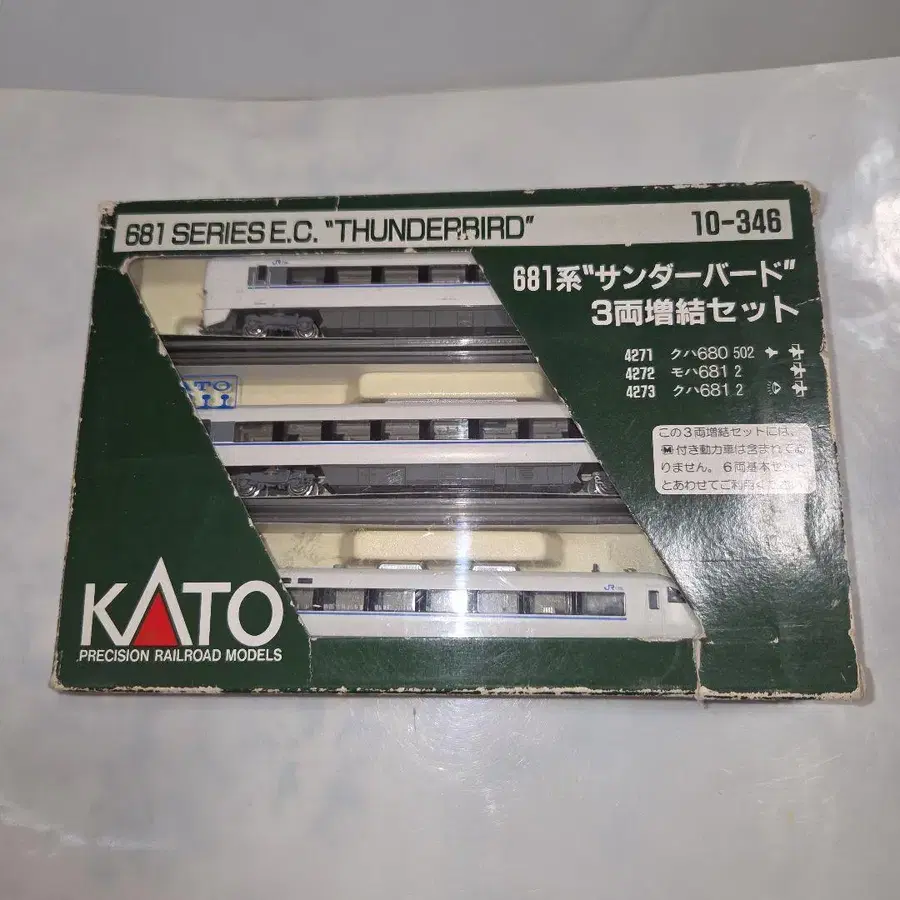 681 SERIES E.C. "THUNDERBIRD"
10-346
681系"サンダーバード"
3両増結セット
4271 クハ680 502
4272 モハ681 2
4273 クハ681 2
この3両増結セットには、
M付き動力車は含まれてお
りません。6両基本セット
とあわせてご利用ください
KATO
JR
KATO
PRECISION RAILROAD MODELS